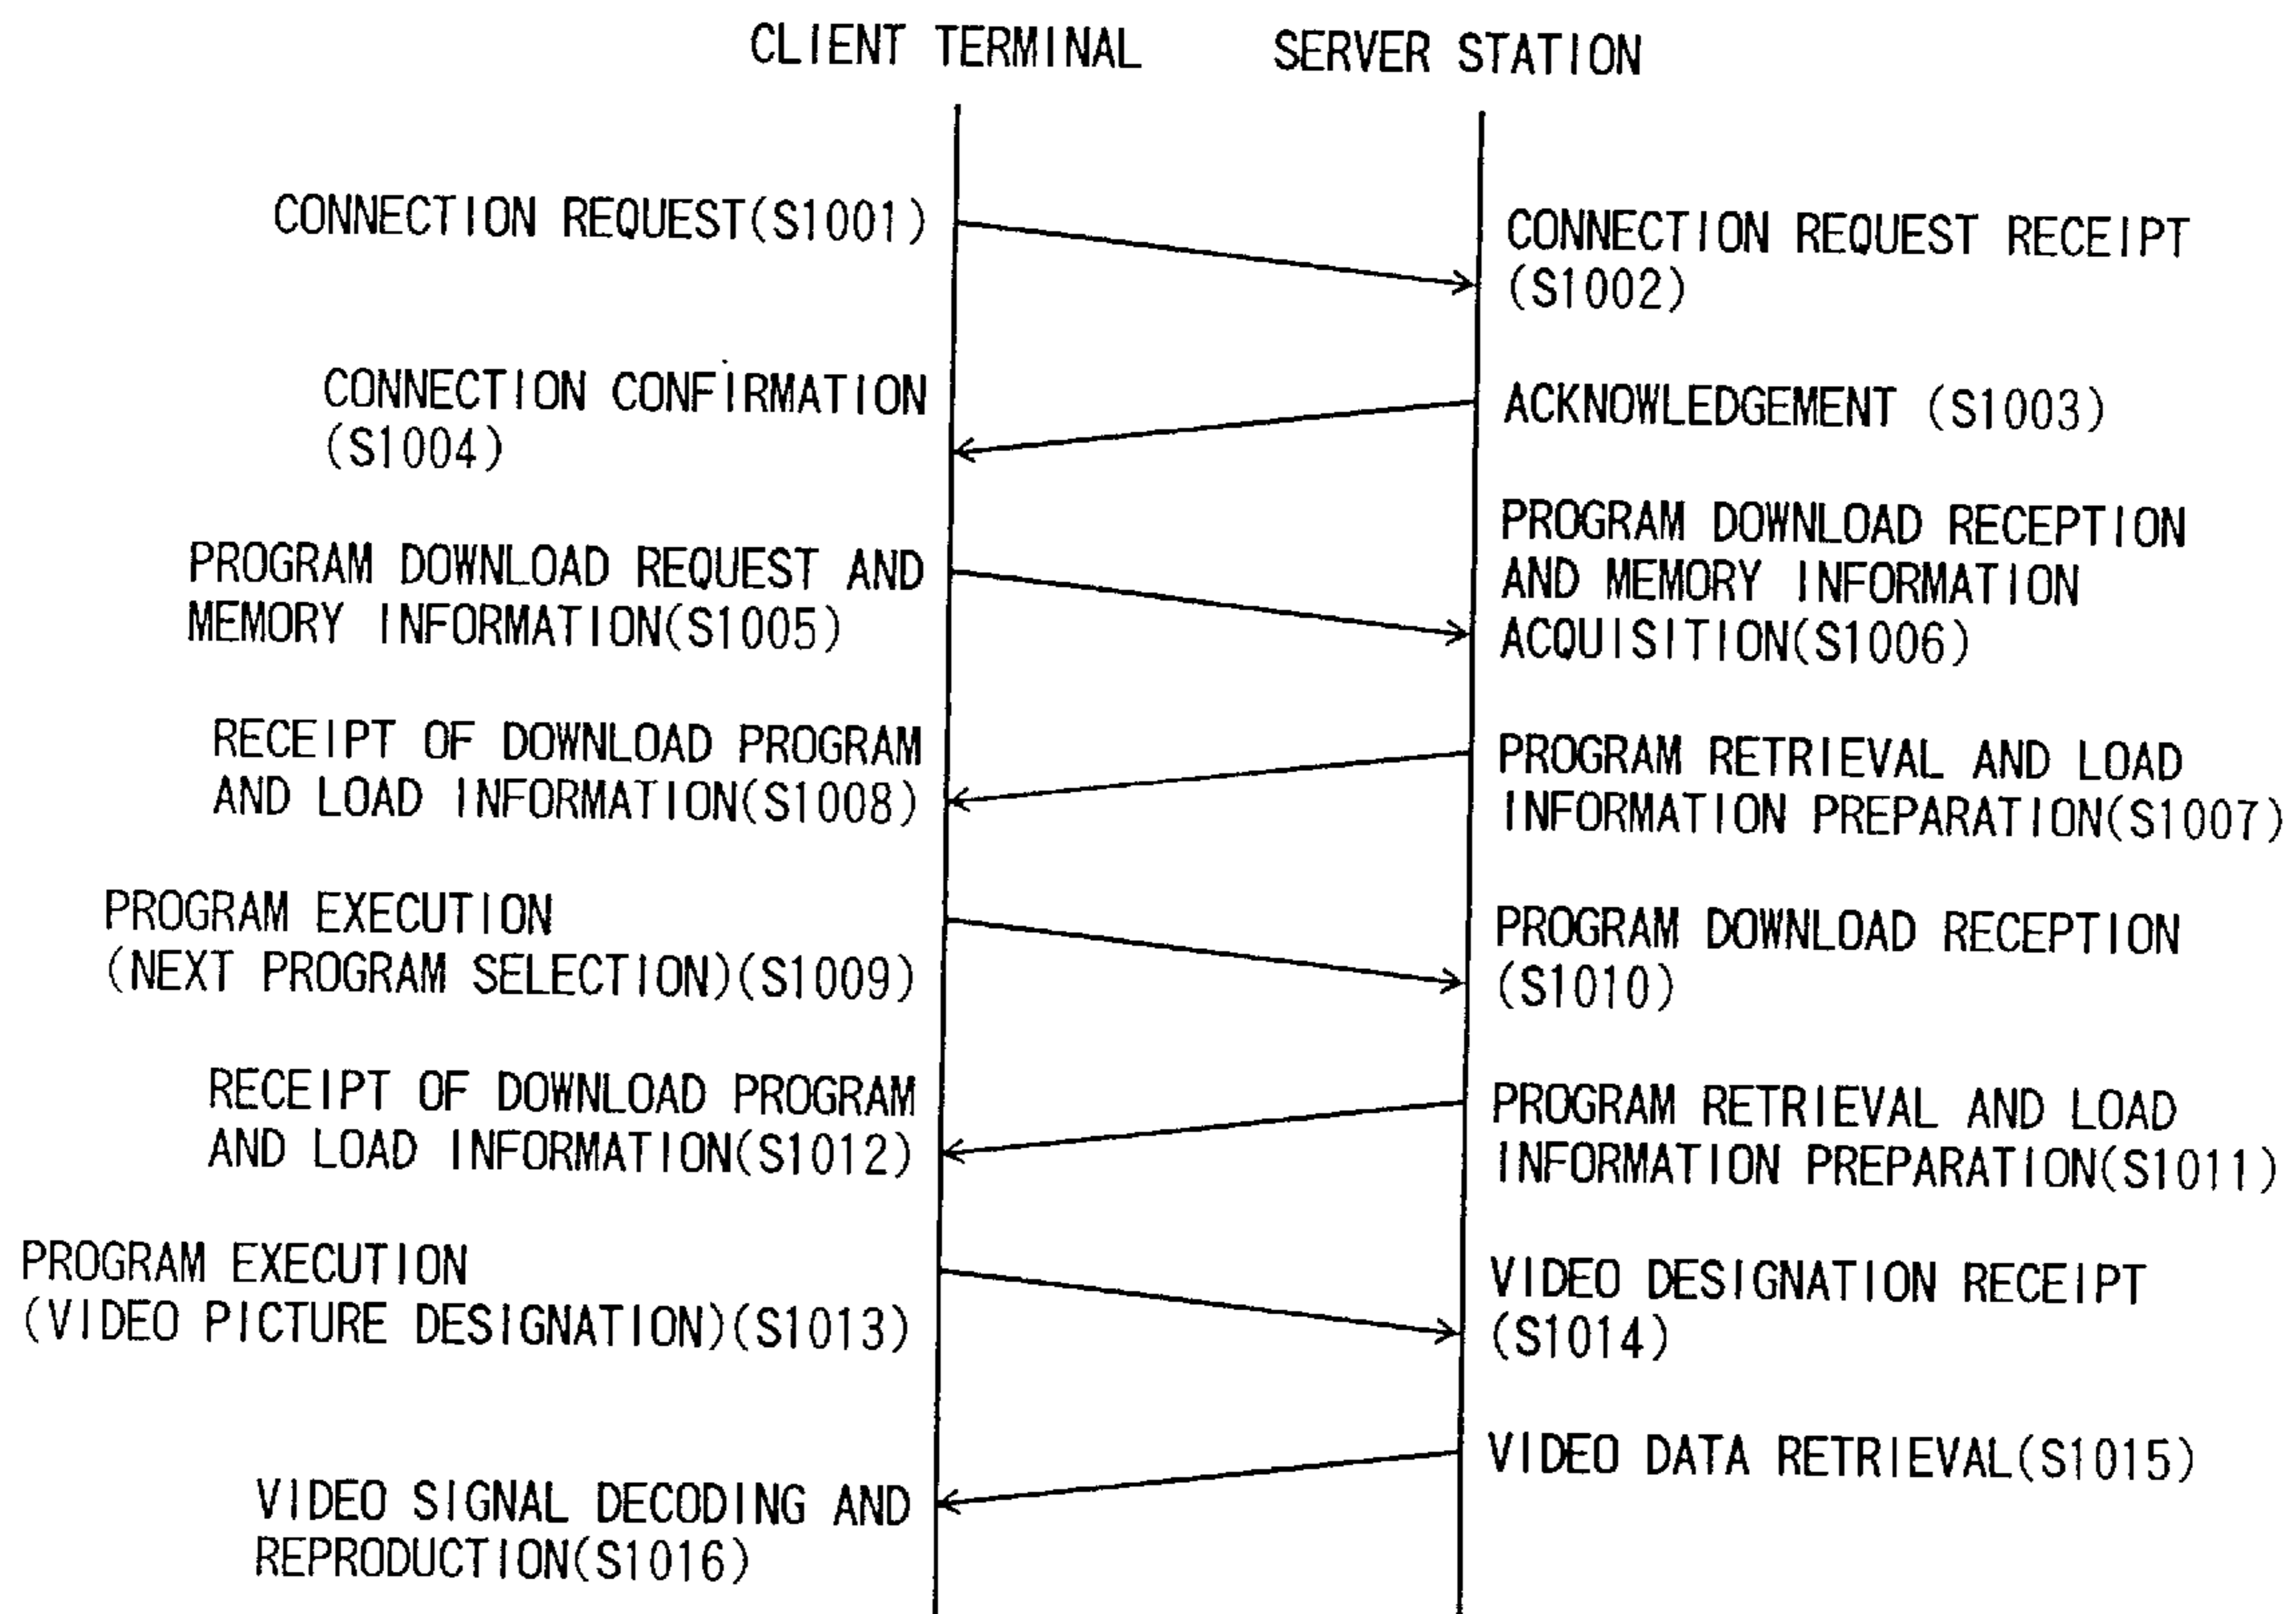 CLIENT TERMINAL
SERVER STATION
CONNECTION REQUEST(S1001)
CONNECTION REQUEST RECEIPT
(S1002)
ACKNOWLEDGEMENT (S1003)
CONNECTION CONFIRMATION
(S1004)
PROGRAM DOWNLOAD REQUEST AND
MEMORY INFORMATION(S1005)
PROGRAM DOWNLOAD RECEPTION
AND MEMORY INFORMATION
ACQUISITION(S1006)
PROGRAM RETRIEVAL AND LOAD
INFORMATION PREPARATION(S1007)
RECEIPT OF DOWNLOAD PROGRAM
AND LOAD INFORMATION(S1008)
PROGRAM EXECUTION
(NEXT PROGRAM SELECTION)(S1009)
PROGRAM DOWNLOAD RECEPTION
(S1010)
PROGRAM RETRIEVAL AND LOAD
INFORMATION PREPARATION(S1011)
RECEIPT OF DOWNLOAD PROGRAM
AND LOAD INFORMATION(S1012)
PROGRAM EXECUTION
(VIDEO PICTURE DESIGNATION)(S1013)
VIDEO DESIGNATION RECEIPT
(S1014)
VIDEO DATA RETRIEVAL(S1015)
VIDEO SIGNAL DECODING AND
REPRODUCTION(S1016)